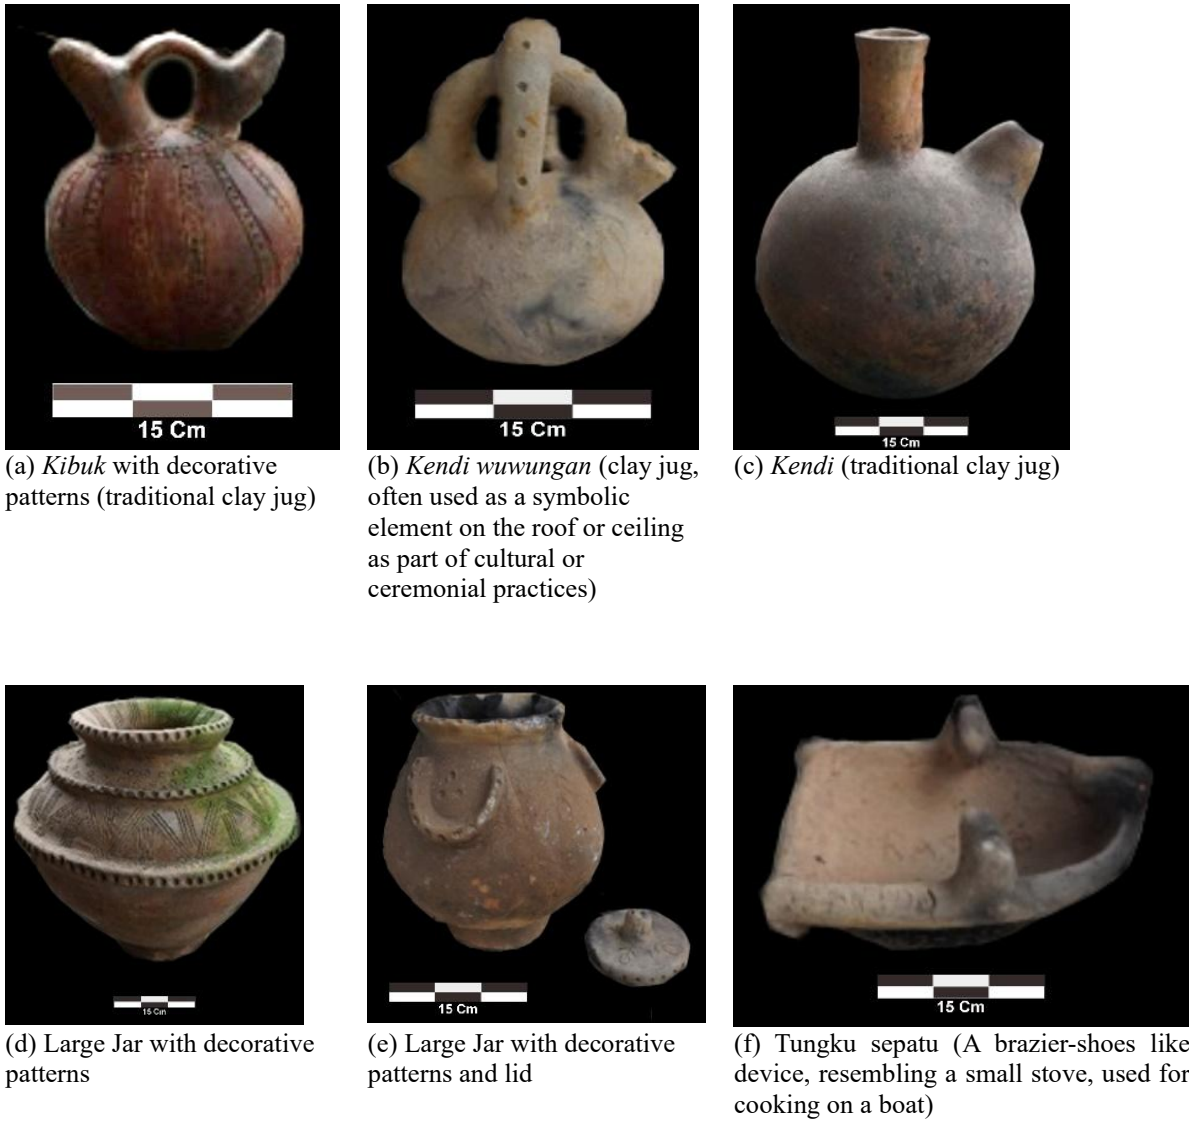 15 Cm
15 Cm
15 Cm
(a) Kibuk with decorative
patterns (traditional clay jug)
(b) Kendi wuwungan (clay jug,
often used as a symbolic
element on the roof or ceiling
as part of cultural or
ceremonial practices)
(c) Kendi (traditional clay jug)
15 Cm
15 Cm
15 Cm
(d) Large Jar with decorative
patterns
(e) Large Jar with decorative
patterns and lid
(f) Tungku sepatu (A brazier-shoes like
device, resembling a small stove, used for
cooking on a boat)